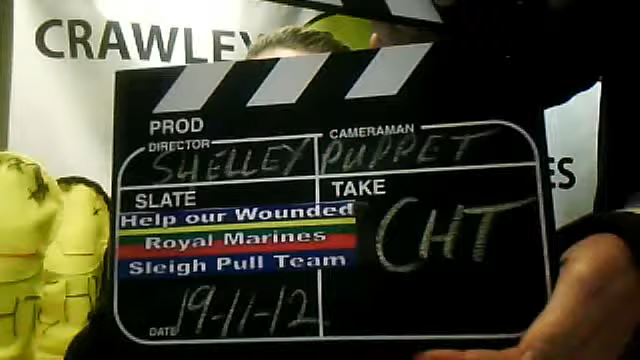 CRAWLEY
PROD
DIRECTOR CAMERAMAN
SHELLEY PUPPET
SLATE TAKE
Help our Wounded
Royal Marines
Sleigh Pull Team
CHT
DATE 19-11-12